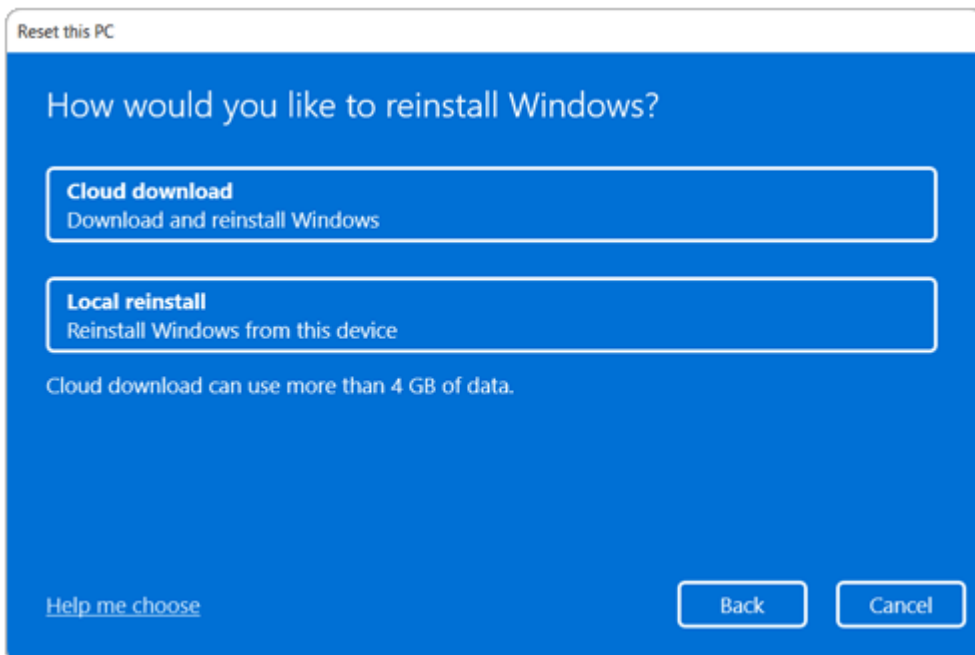 Reset this PC
How would you like to reinstall Windows?
Cloud download
Download and reinstall Windows
Local reinstall
Reinstall Windows from this device
Cloud download can use more than 4 GB of data.
Help me choose
Back
Cancel